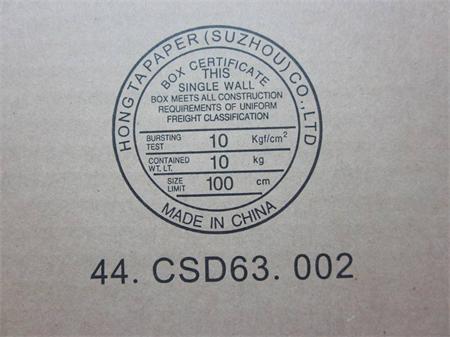 HONG TA PAPER (SUZHOU) CO.,LTD
BOX CERTIFICATE
THIS
SINGLE WALL
BOX MEETS ALL CONSTRUCTION
REQUIREMENTS OF UNIFORM
FREIGHT CLASSIFICATION
BURSTING TEST 10 Kgf/cm²
CONTAINED WT. LT. 10 kg
SIZE LIMIT 100 cm
MADE IN CHINA
44. CSD63. 002